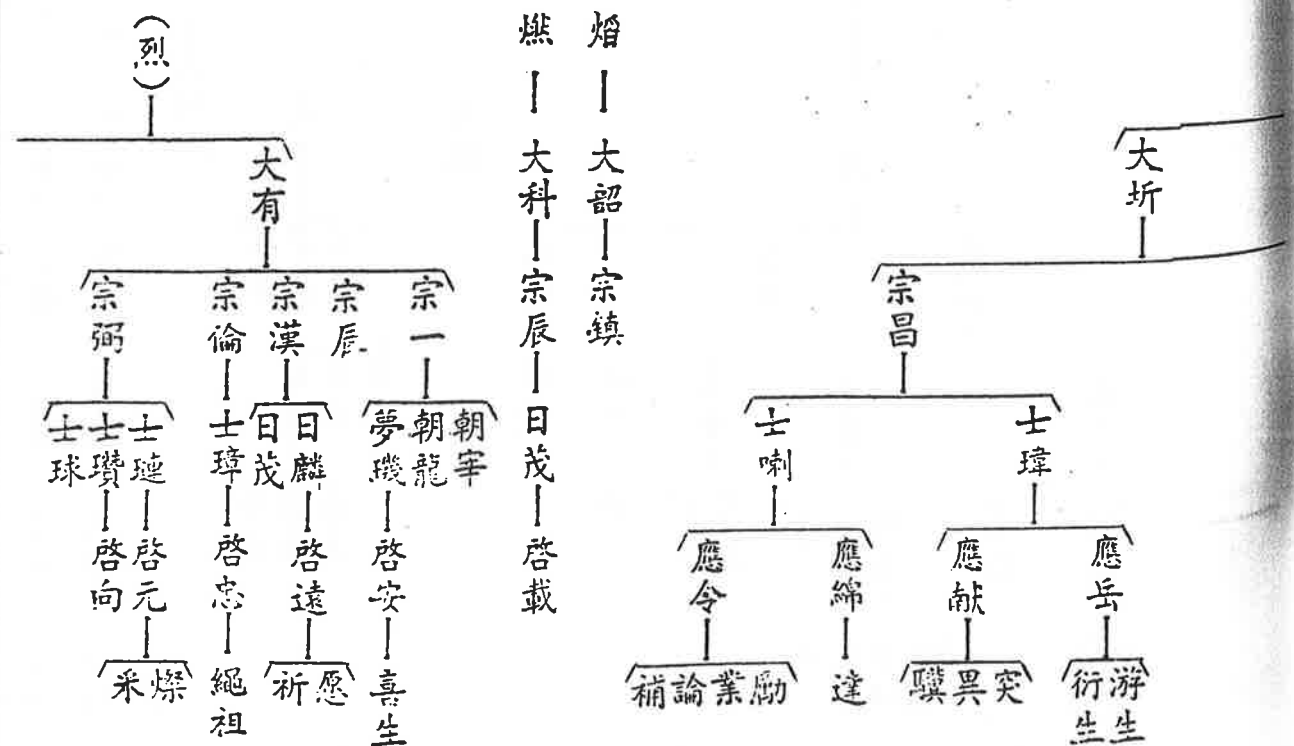 大圻
宗昌
士瑋
士喇
應岳
應献
應綿
應令
游生
衍生
突
異
驥
達
勵
業
論
補
焰
大韶
宗鎮
燃
大科
宗辰
日茂
啓載
(烈)
大有
宗一
宗辰
宗漢
宗倫
宗弼
朝宰
朝龍
夢璣
日麟
日茂
士璋
士璉
士瓚
士球
啓安
啓遠
啓忠
啓元
啓向
喜生
愿
祈
繩祖
燦
釆